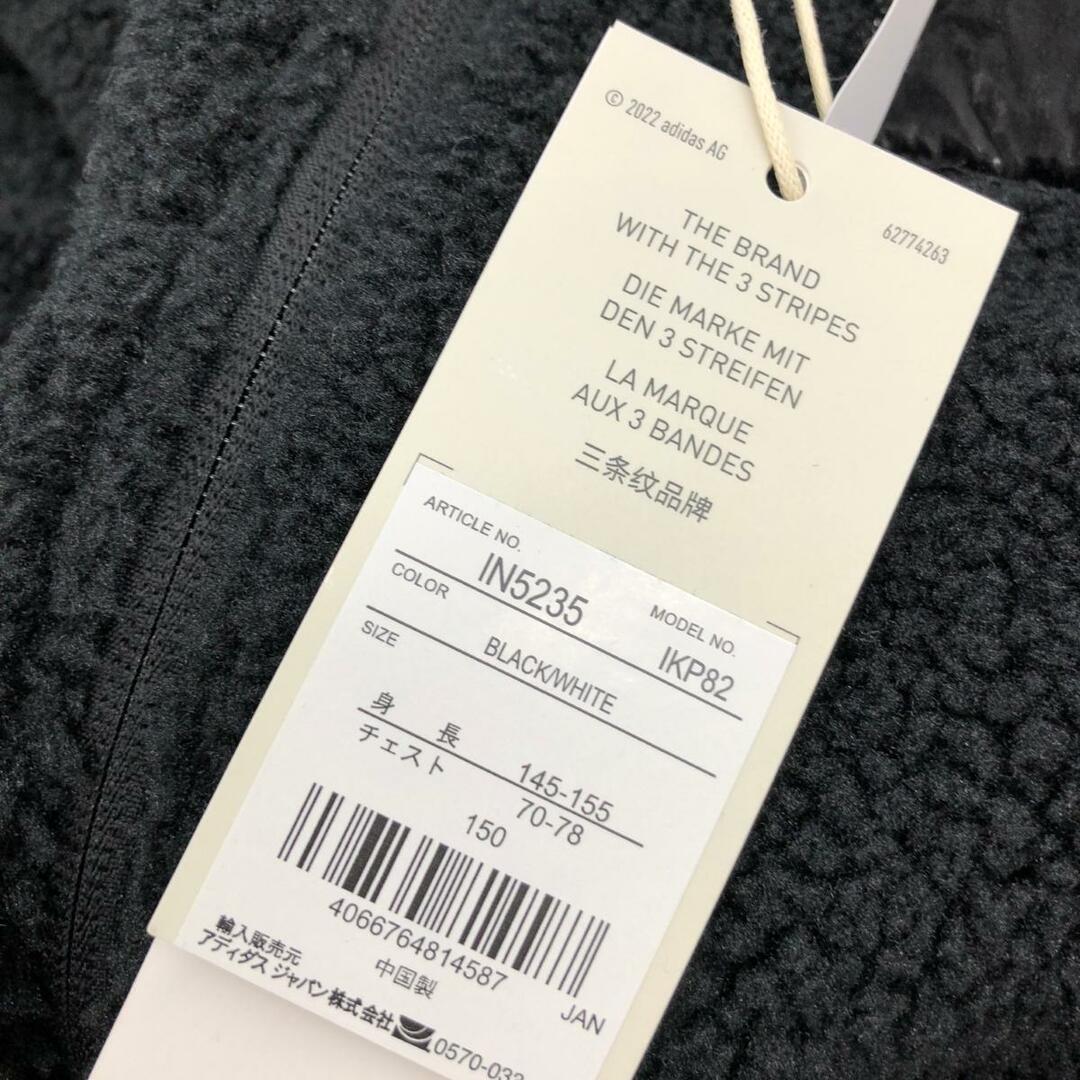 © 2022 adidas AG
62774263
THE BRAND
WITH THE 3 STRIPES
DIE MARKE MIT
DEN 3 STREIFEN
LA MARQUE
AUX 3 BANDES
三条纹品牌
ARTICLE NO.
IN5235
MODEL NO.
IKP82
COLOR
BLACK/WHITE
SIZE
身 長 145-155
チェスト 70-78
150
4066764814587
JAN
中国製
輸入販売元
アディダス ジャパン株式会社
0570-033